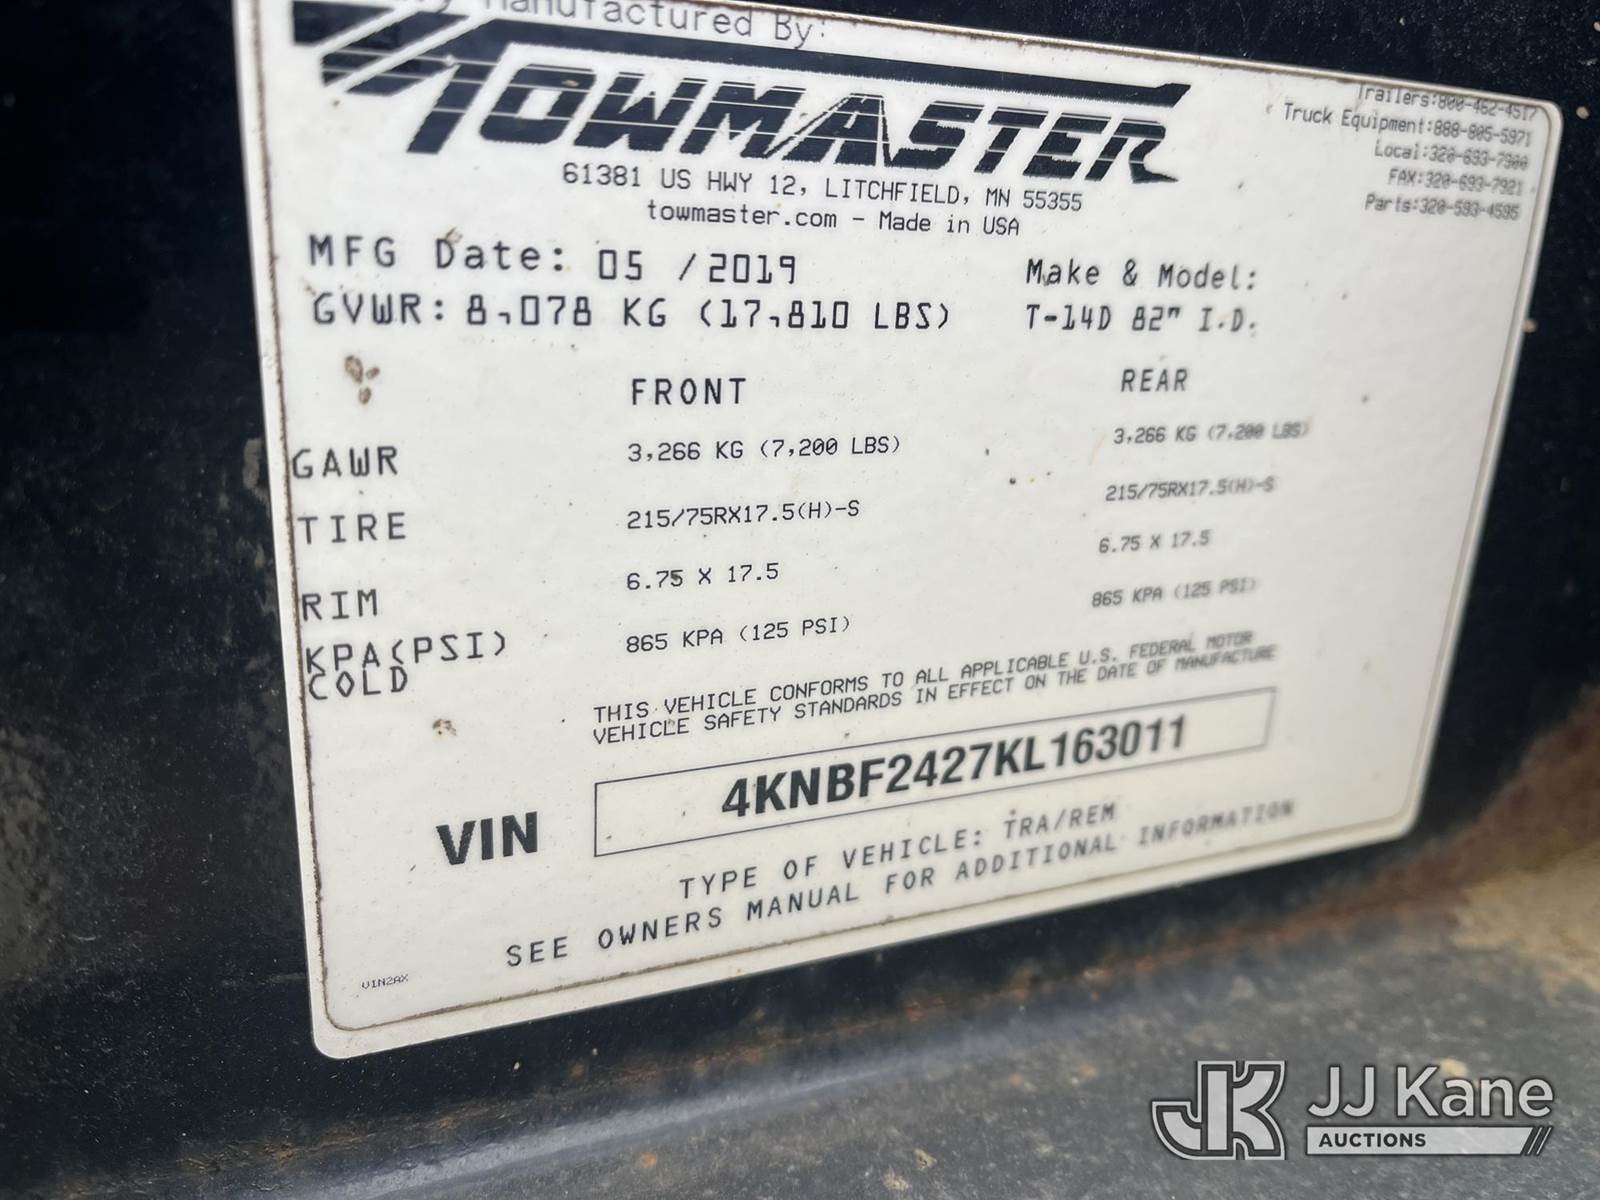 Manufactured By:
TOWMASTER
61381 US HWY 12, LITCHFIELD, MN 55355
towmaster.com - Made in USA
Trailers:800-462-4517
Truck Equipment:888-805-5971
Local:320-693-7900
FAX:320-693-7921
Parts:320-593-4595
MFG Date: 05 /2019
Make & Model:
GVWR: 8,078 KG (17,810 LBS)
T-14D 82" I.D.
FRONT REAR
GAWR 3,266 KG (7,200 LBS) 3,266 KG (7,200 LBS)
TIRE 215/75RX17.5(H)-S 215/75RX17.5(H)-S
RIM 6.75 X 17.5 6.75 X 17.5
KPA(PSI) 865 KPA (125 PSI) 865 KPA (125 PSI)
COLD
THIS VEHICLE CONFORMS TO ALL APPLICABLE U.S. FEDERAL MOTOR
VEHICLE SAFETY STANDARDS IN EFFECT ON THE DATE OF MANUFACTURE
VIN 4KNBF2427KL163011
TYPE OF VEHICLE: TRA/REM
SEE OWNERS MANUAL FOR ADDITIONAL INFORMATION
VIN2AX
JK JJ Kane
AUCTIONS